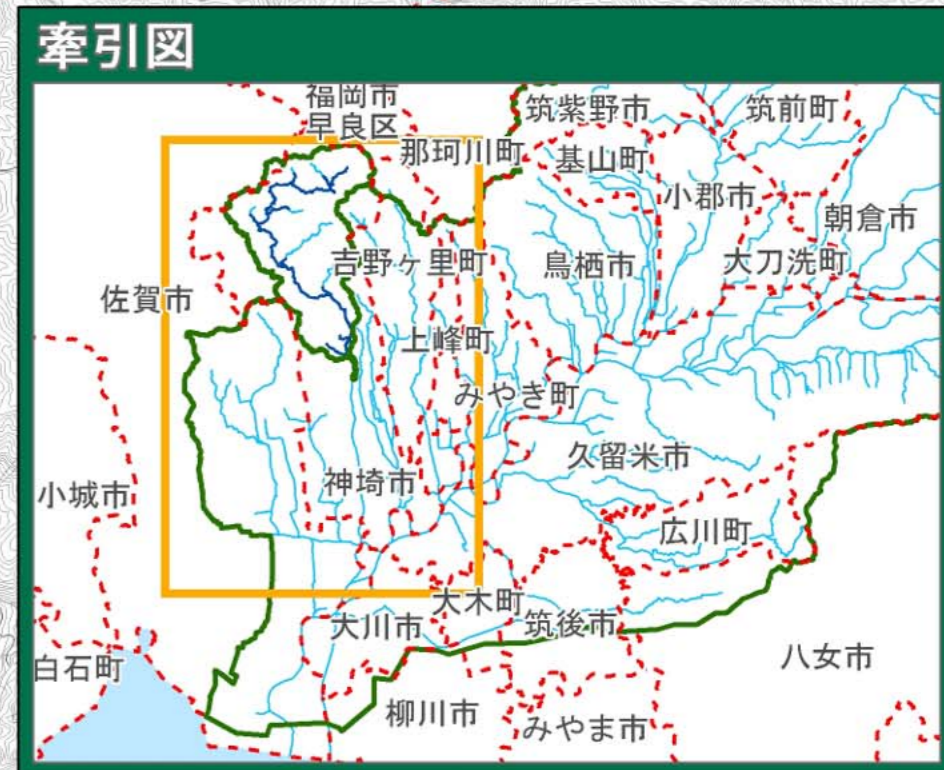 牽引図
福岡市
早良区
筑紫野市
筑前町
那珂川町
基山町
小郡市
朝倉市
吉野ヶ里町
鳥栖市
大刀洗町
佐賀市
上峰町
みやき町
久留米市
小城市
神埼市
広川町
大木町
大川市
筑後市
八女市
白石町
柳川市
みやま市